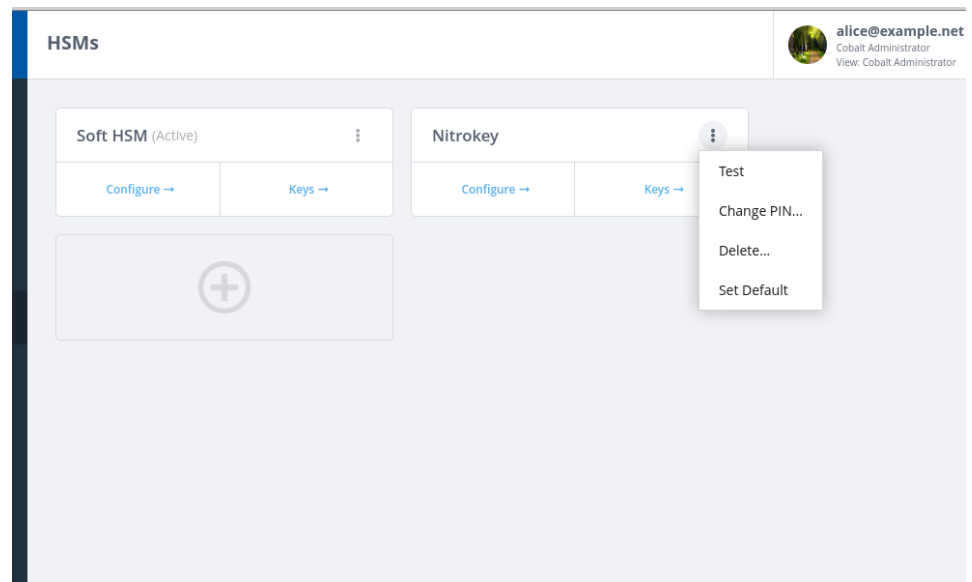 HSMs
alice@example.net
Cobalt Administrator
View: Cobalt Administrator
Soft HSM (Active)
Configure →
Keys →
Nitrokey
Configure →
Keys →
Test
Change PIN...
Delete...
Set Default